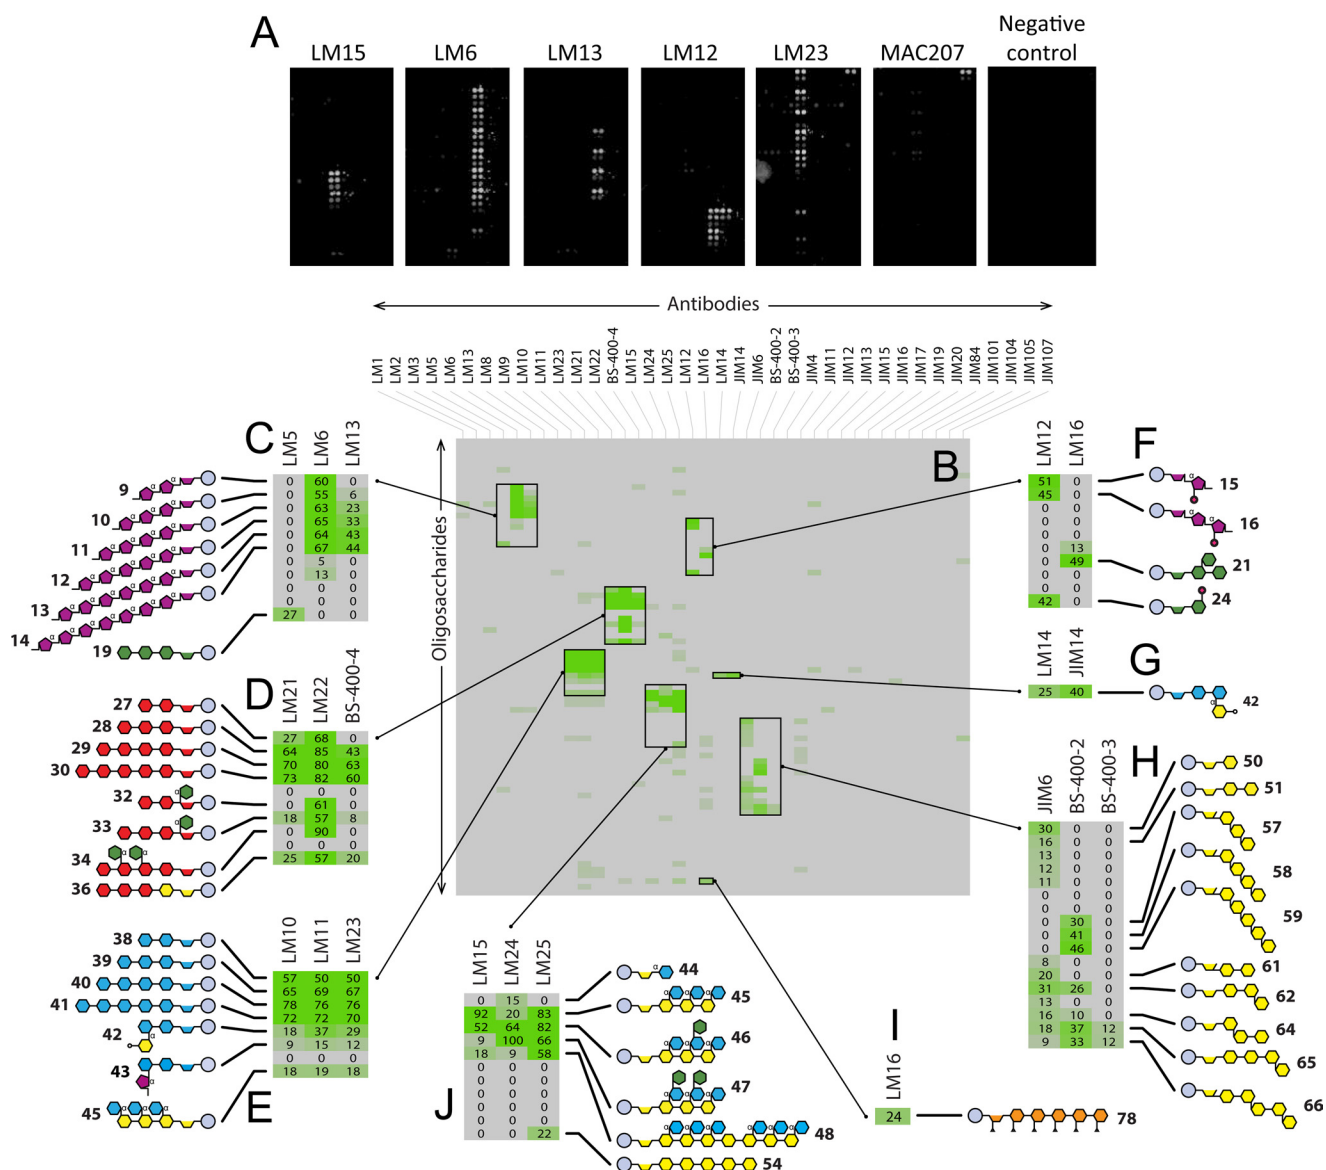 A
LM15 LM6 LM13 LM12 LM23 MAC207 Negative control
Antibodies
LM1 LM2 LM3 LM5 LM6 LM13 LM8 LM9 LM10 LM11 LM23 LM21 LM22 BS-400-4 LM15 LM24 LM25 LM12 LM16 LM14 JIM14 JIM6 BS-400-2 BS-400-3 JIM4 JIM11 JIM12 JIM13 JIM15 JIM16 JIM17 JIM19 JIM20 JIM84 JIM101 JIM104 JIM105 JIM107
Oligosaccharides
B
C
LM5 LM6 LM13
0 60 0
0 55 6
0 63 23
0 65 33
0 64 43
0 67 44
0 5 0
0 13 0
0 0 0
0 0 0
27 0 0
9
α α
10
α α α
11
α α α α
12
α α α α α
13
α α α α α α
14
α α α α α α α
19
D
LM21 LM22 BS-400-4
27 68 0
64 85 43
70 80 63
73 82 60
0 0 0
0 61 0
18 57 8
0 90 0
0 0 0
25 57 20
27
28
29
30
32
α
33
α
34
α α
36
E
LM10 LM11 LM23
57 50 50
65 69 67
78 76 76
72 72 70
18 37 29
9 15 12
0 0 0
18 19 18
38
39
40
41
42
α
43
α
45
α α α
F
LM12 LM16
51 0
45 0
0 0
0 0
0 0
0 13
0 49
0 0
0 0
42 0
15
α
16
α α
21
24
G
LM14 JIM14
25 40
42
α
H
JIM6 BS-400-2 BS-400-3
30 0 0
16 0 0
13 0 0
12 0 0
11 0 0
0 0 0
0 0 0
0 30 0
0 41 0
0 46 0
8 0 0
20 0 0
31 26 0
13 0 0
16 10 0
18 37 12
9 33 12
50
51
57
58
59
61
62
64
65
66
I
LM16
24
78
J
LM15 LM24 LM25
0 15 0
92 20 83
52 64 82
9 100 66
18 9 58
0 0 0
0 0 0
0 0 0
0 0 0
0 0 0
0 0 22
44
α
45
α α α
46
α α α
47
α α α
48
α α α α α α
54